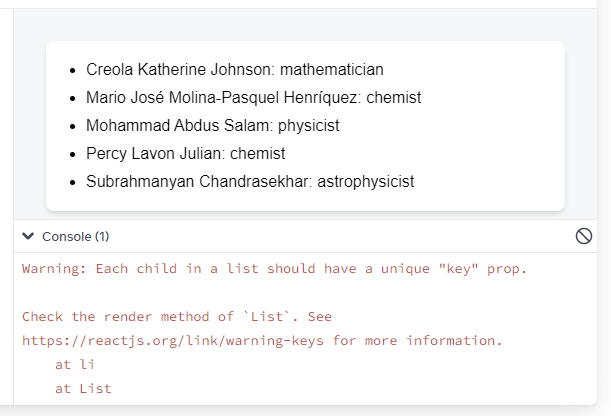 Creola Katherine Johnson: mathematician
Mario José Molina-Pasquel Henríquez: chemist
Mohammad Abdus Salam: physicist
Percy Lavon Julian: chemist
Subrahmanyan Chandrasekhar: astrophysicist
Console (1)
Warning: Each child in a list should have a unique "key" prop.
Check the render method of `List`. See
https://reactjs.org/link/warning-keys for more information.
at li
at List